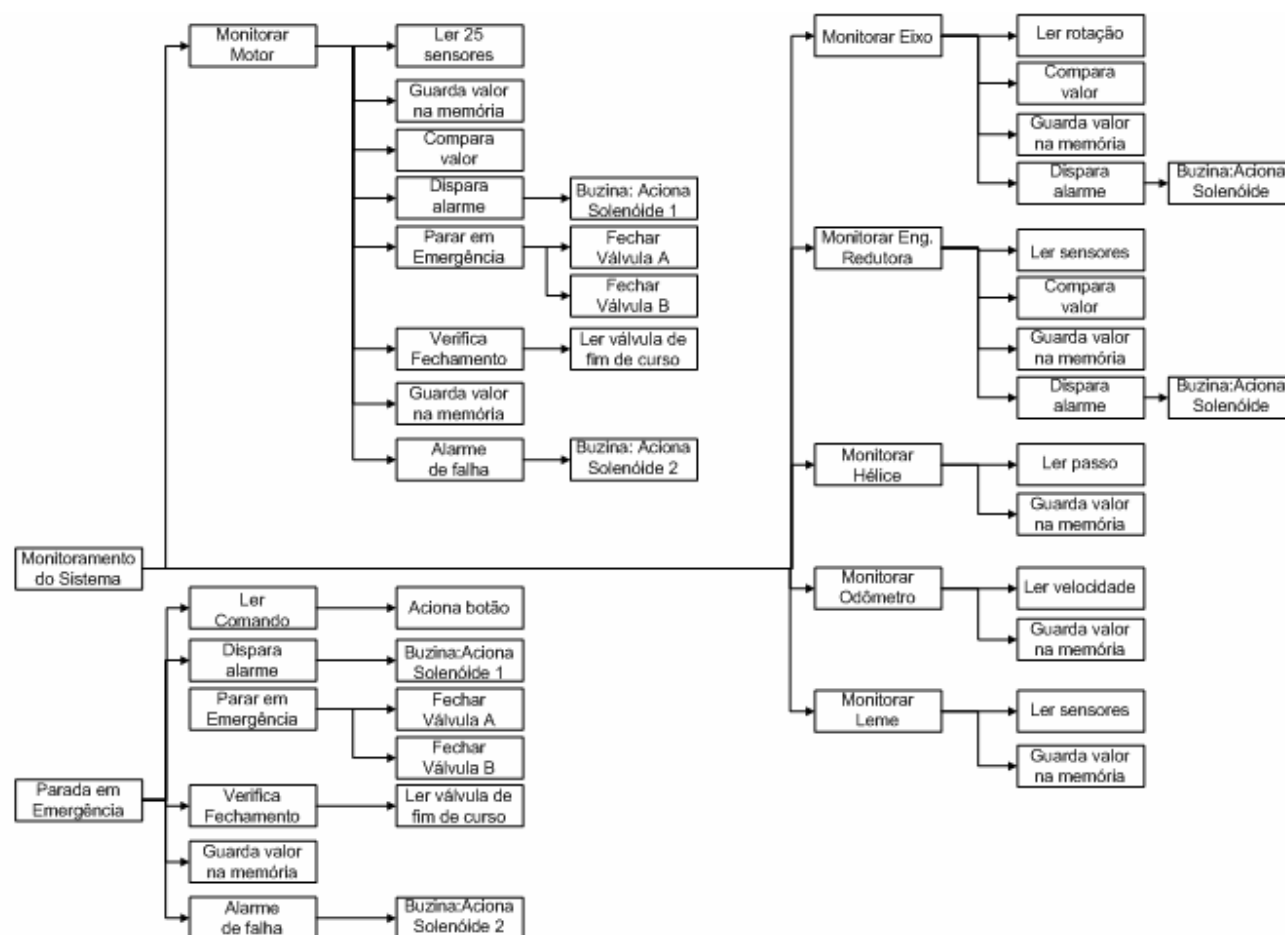 Monitorar
Motor
Ler 25
sensores
Guarda valor
na memória
Compara
valor
Dispara
alarme
Buzina: Aciona
Solenóide 1
Parar em
Emergência
Fechar
Válvula A
Fechar
Válvula B
Verifica
Fechamento
Ler válvula de
fim de curso
Guarda valor
na memória
Alarme
de falha
Buzina: Aciona
Solenóide 2
Monitoramento
do Sistema
Monitorar Eixo
Ler rotação
Compara
valor
Guarda valor
na memória
Dispara
alarme
Buzina:Aciona
Solenóide
Monitorar Eng.
Redutora
Ler sensores
Compara
valor
Guarda valor
na memória
Dispara
alarme
Buzina:Aciona
Solenóide
Monitorar
Hélice
Ler passo
Guarda valor
na memória
Monitorar
Odômetro
Ler velocidade
Guarda valor
na memória
Monitorar
Leme
Ler sensores
Guarda valor
na memória
Parada em
Emergência
Ler
Comando
Aciona botão
Dispara
alarme
Buzina:Aciona
Solenóide 1
Parar em
Emergência
Fechar
Válvula A
Fechar
Válvula B
Verifica
Fechamento
Ler válvula de
fim de curso
Guarda valor
na memória
Alarme
de falha
Buzina:Aciona
Solenóide 2